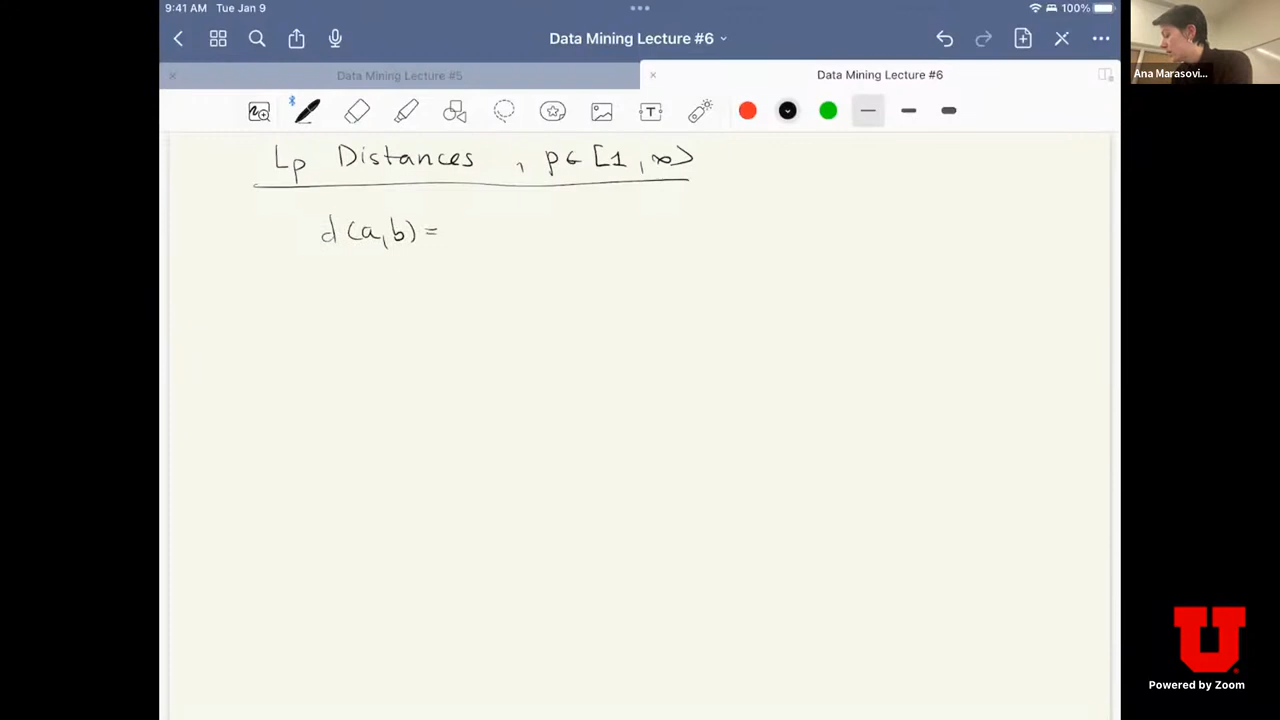 9:41 AM Tue Jan 9
100%
Data Mining Lecture #6
Data Mining Lecture #5
Data Mining Lecture #6
Ana Marasovi...
Lp Distances , p∈[1,∞>
d(a,b)=
U
Powered by Zoom